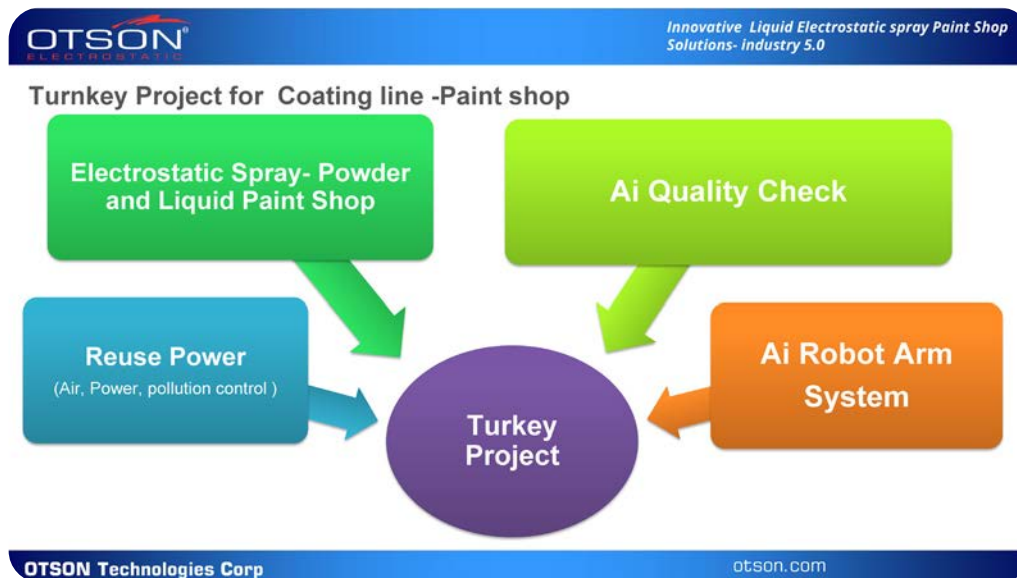 OTSON®
ELECTROSTATIC
Innovative Liquid Electrostatic spray Paint Shop
Solutions- industry 5.0
Turnkey Project for Coating line -Paint shop
Electrostatic Spray- Powder
and Liquid Paint Shop
Ai Quality Check
Reuse Power
(Air, Power, pollution control )
Ai Robot Arm
System
Turkey
Project
OTSON Technologies Corp
otson.com